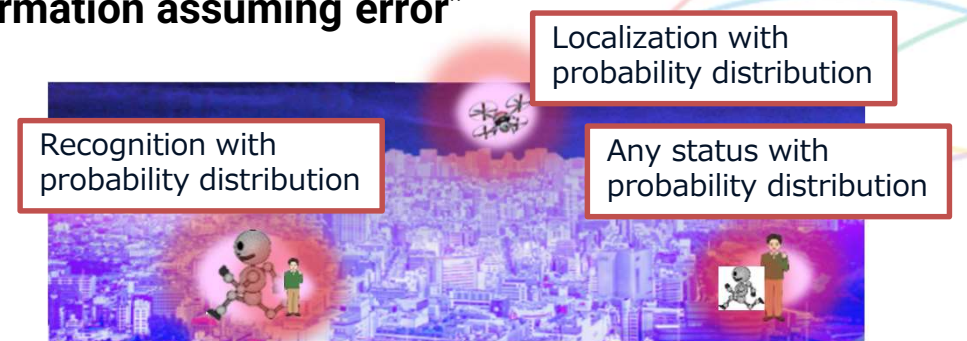 rmation assuming error"
Localization with
probability distribution
Recognition with
probability distribution
Any status with
probability distribution